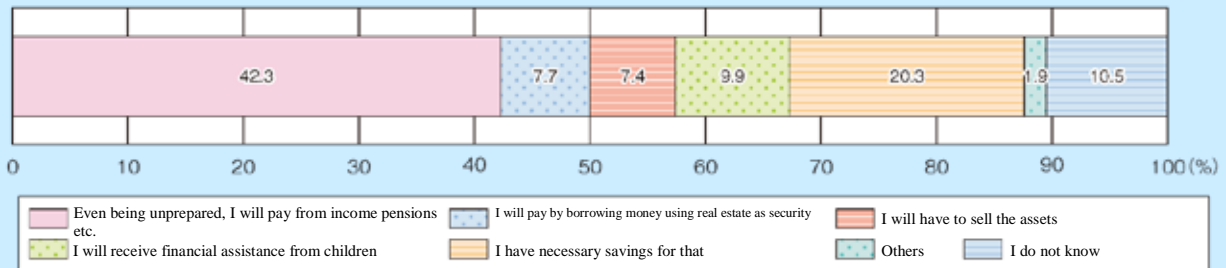 42.3 7.7 7.4 9.9 20.3 1.9 10.5
0 10 20 30 40 50 60 70 80 90 100 (%)
Even being unprepared, I will pay from income pensions
etc.
I will pay by borrowing money using real estate as security
I will have to sell the assets
I will receive financial assistance from children
I have necessary savings for that
Others
I do not know